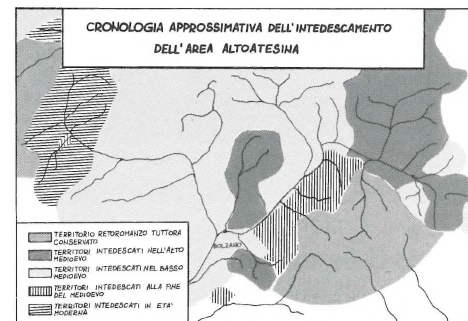 CRONOLOGIA APPROSSIMATIVA DELL'INTEDESCAMENTO
DELL'AREA ALTOATESINA
BOLZANO
TERRITORIO RETOROMANZO TUTTORA
CONSERVATO
TERRITORI INTEDESCATI NELL'ALTO
MEDIOEVO
TERRITORI INTEDESCATI NEL BASSO
MEDIOEVO
TERRITORI INTEDESCATI ALLA FINE
DEL MEDIOEVO
TERRITORI INTEDESCATI IN ETA'
MODERNA